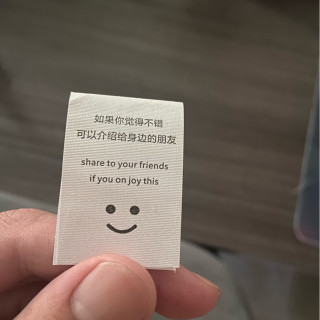 如果你觉得不错
可以介绍给身边的朋友
share to your friends
if you on joy this